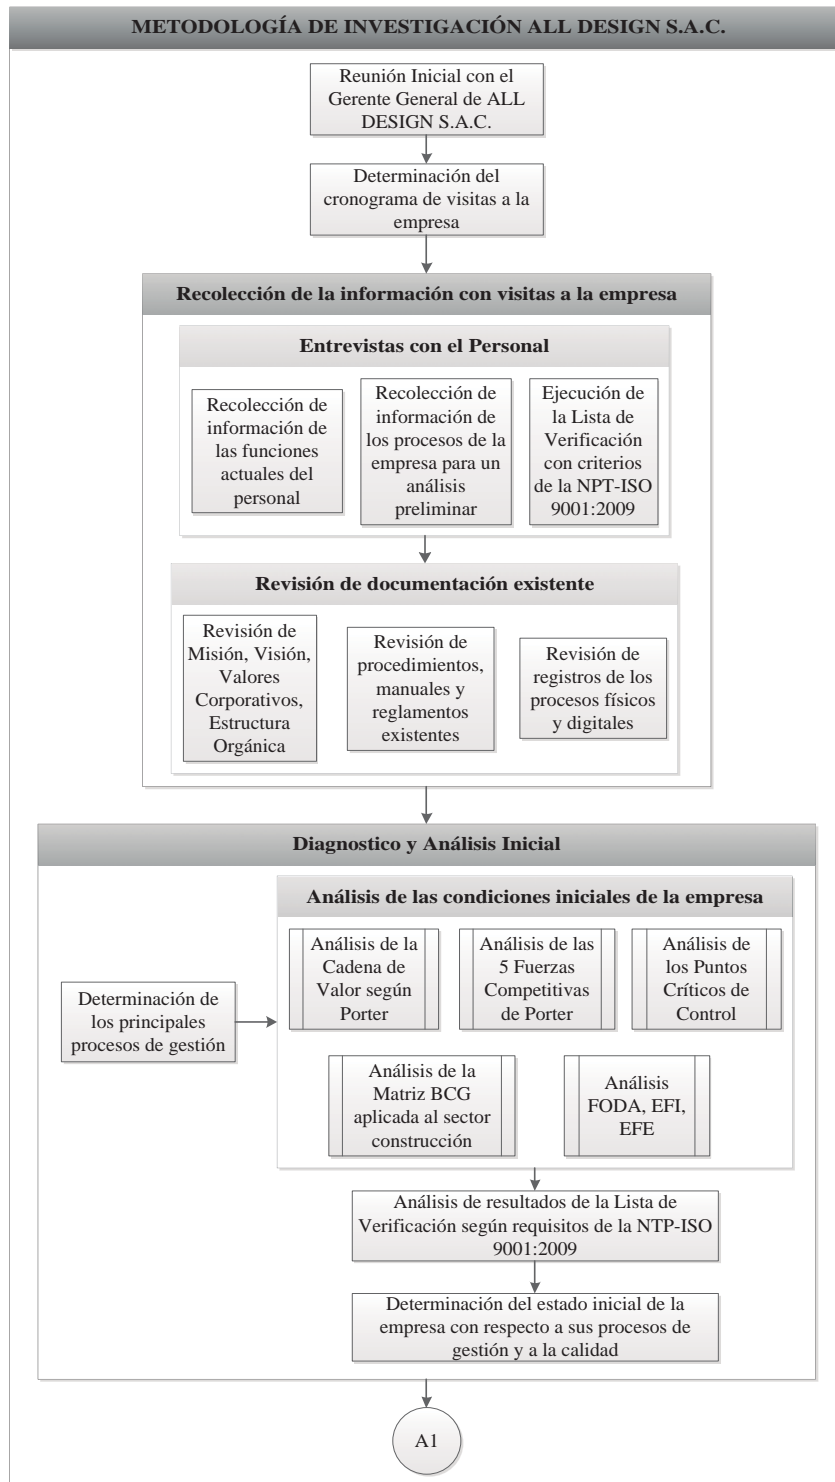 METODOLOGÍA DE INVESTIGACIÓN ALL DESIGN S.A.C.
Reunión Inicial con el
Gerente General de ALL
DESIGN S.A.C.
Determinación del
cronograma de visitas a la
empresa
Recolección de la información con visitas a la empresa
Entrevistas con el Personal
Recolección de
información de
las funciones
actuales del
personal
Recolección de
información de
los procesos de la
empresa para un
análisis
preliminar
Ejecución de
la Lista de
Verificación
con criterios
de la NPT-ISO
9001:2009
Revisión de documentación existente
Revisión de
Misión, Visión,
Valores
Corporativos,
Estructura
Orgánica
Revisión de
procedimientos,
manuales y
reglamentos
existentes
Revisión de
registros de los
procesos físicos
y digitales
Diagnostico y Análisis Inicial
Determinación de
los principales
procesos de gestión
Análisis de las condiciones iniciales de la empresa
Análisis de la
Cadena de
Valor según
Porter
Análisis de las
5 Fuerzas
Competitivas
de Porter
Análisis de
los Puntos
Críticos de
Control
Análisis de la
Matriz BCG
aplicada al sector
construcción
Análisis
FODA, EFI,
EFE
Análisis de resultados de la Lista de
Verificación según requisitos de la NTP-ISO
9001:2009
Determinación del estado inicial de la
empresa con respecto a sus procesos de
gestión y a la calidad
A1